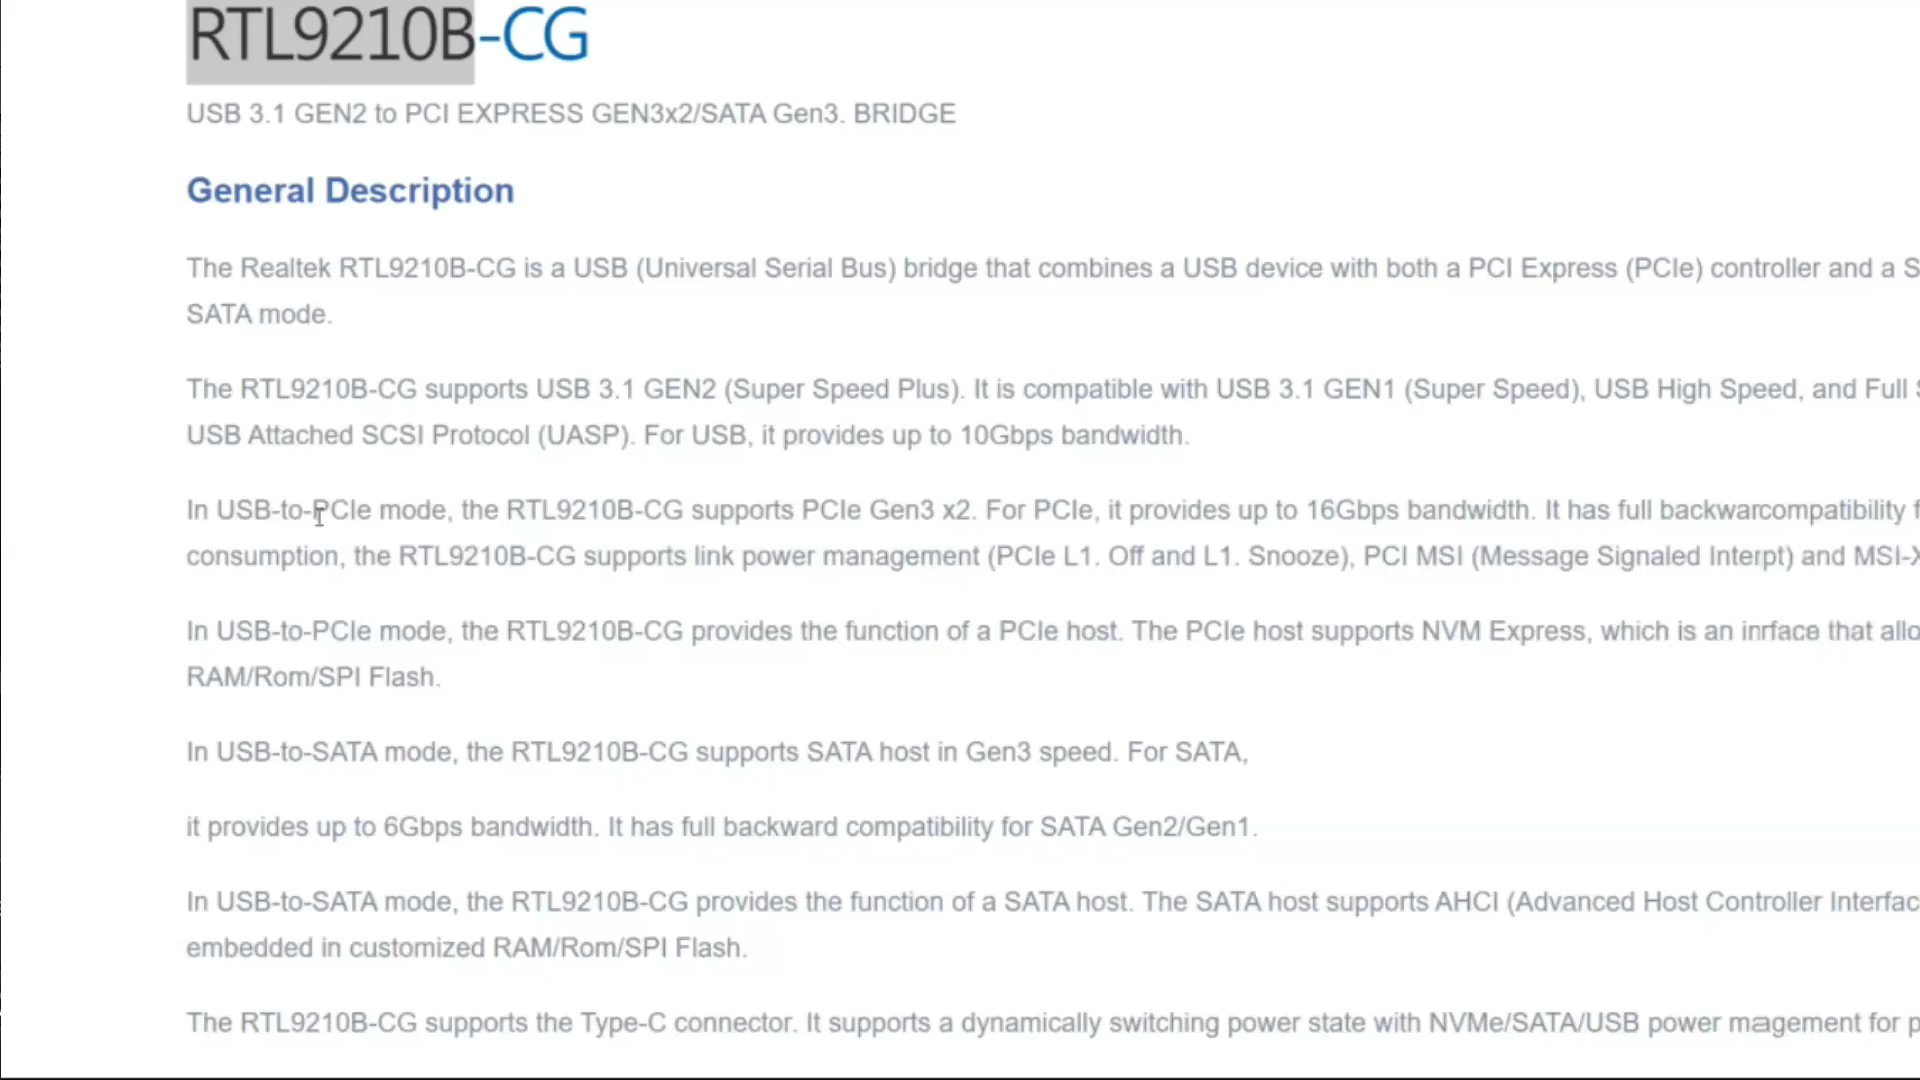 RTL9210B-CG
USB 3.1 GEN2 to PCI EXPRESS GEN3x2/SATA Gen3. BRIDGE
General Description
The Realtek RTL9210B-CG is a USB (Universal Serial Bus) bridge that combines a USB device with both a PCI Express (PCIe) controller and a S
SATA mode.
The RTL9210B-CG supports USB 3.1 GEN2 (Super Speed Plus). It is compatible with USB 3.1 GEN1 (Super Speed), USB High Speed, and Full S
USB Attached SCSI Protocol (UASP). For USB, it provides up to 10Gbps bandwidth.
In USB-to-PCIe mode, the RTL9210B-CG supports PCIe Gen3 x2. For PCIe, it provides up to 16Gbps bandwidth. It has full backwarcompatibility f
consumption, the RTL9210B-CG supports link power management (PCIe L1. Off and L1. Snooze), PCI MSI (Message Signaled Interpt) and MSI-X
In USB-to-PCIe mode, the RTL9210B-CG provides the function of a PCIe host. The PCIe host supports NVM Express, which is an inrface that allo
RAM/Rom/SPI Flash.
In USB-to-SATA mode, the RTL9210B-CG supports SATA host in Gen3 speed. For SATA,
it provides up to 6Gbps bandwidth. It has full backward compatibility for SATA Gen2/Gen1.
In USB-to-SATA mode, the RTL9210B-CG provides the function of a SATA host. The SATA host supports AHCI (Advanced Host Controller Interfac
embedded in customized RAM/Rom/SPI Flash.
The RTL9210B-CG supports the Type-C connector. It supports a dynamically switching power state with NVMe/SATA/USB power magement for p